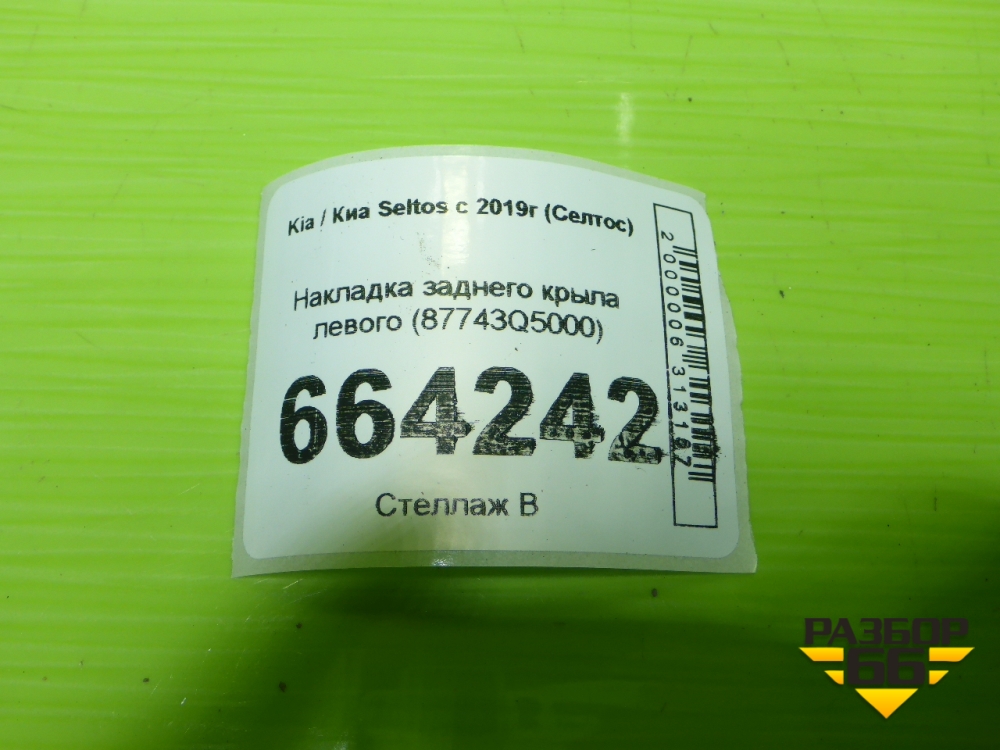 Kia / Киа Seltos с 2019г (Селтос)
Накладка заднего крыла
левого (87743Q5000)
664242
Стеллаж В
2000006313167
РАЗБОР
66